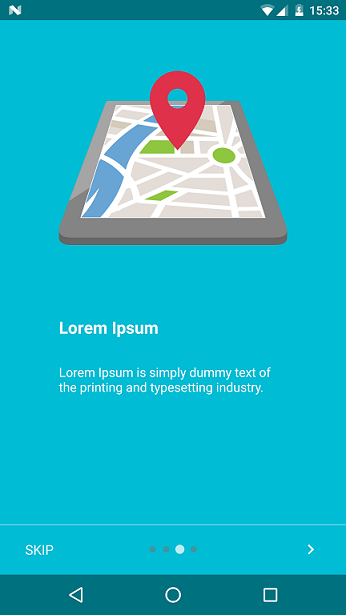 15:33
Lorem Ipsum
Lorem Ipsum is simply dummy text of
the printing and typesetting industry.
SKIP